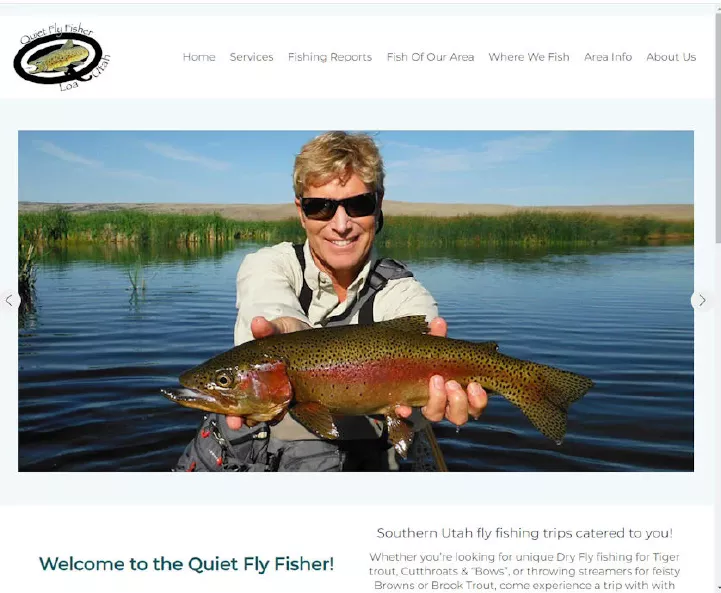 Quiet Fly Fisher
Loa Utah
Home Services Fishing Reports Fish Of Our Area Where We Fish Area Info About Us
Welcome to the Quiet Fly Fisher!
Southern Utah fly fishing trips catered to you!
Whether you're looking for unique Dry Fly fishing for Tiger
trout, Cutthroats & "Bows", or throwing streamers for feisty
Browns or Brook Trout, come experience a trip with with